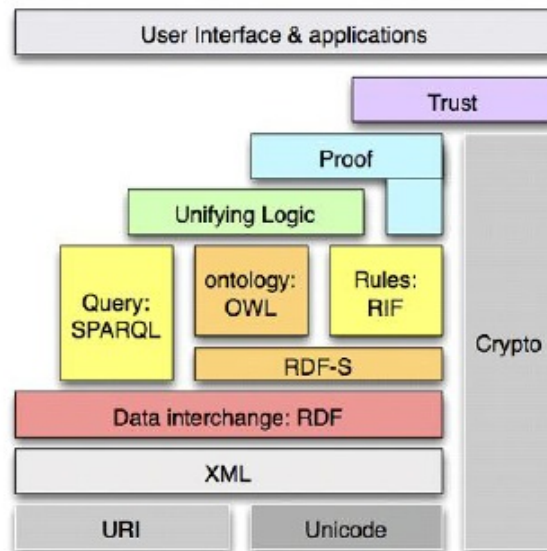 User Interface & applications
Trust
Proof
Unifying Logic
Query:
SPARQL
ontology:
OWL
Rules:
RIF
Crypto
RDF-S
Data interchange: RDF
XML
URI
Unicode